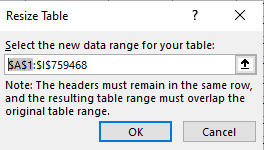 Resize Table
Select the new data range for your table:
$A$1:$I$759468
Note: The headers must remain in the same row,
and the resulting table range must overlap the
original table range.
OK
Cancel